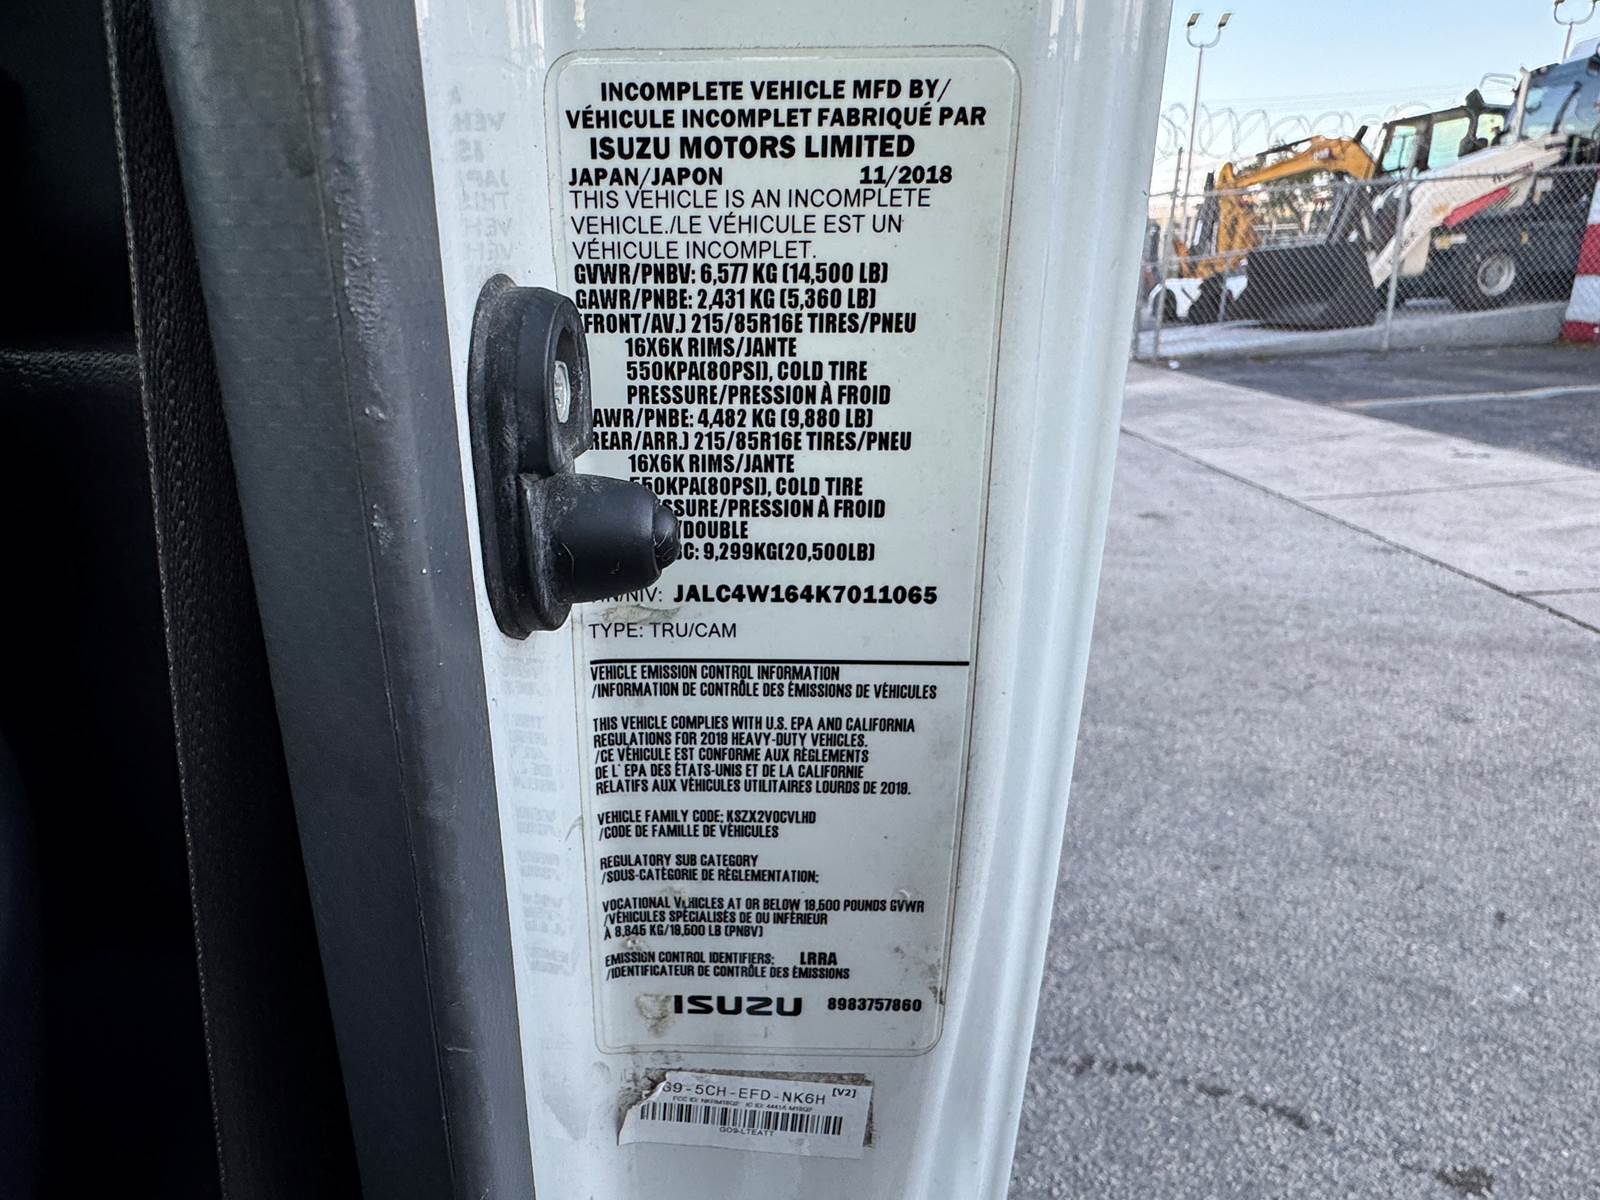 INCOMPLETE VEHICLE MFD BY/
VÉHICULE INCOMPLET FABRIQUÉ PAR
ISUZU MOTORS LIMITED
JAPAN/JAPON 11/2018
THIS VEHICLE IS AN INCOMPLETE
VEHICLE./LE VÉHICULE EST UN
VÉHICULE INCOMPLET.
GVWR/PNBV: 6,577 KG (14,500 LB)
GAWR/PNBE: 2,431 KG (5,360 LB)
FRONT/AV.) 215/85R16E TIRES/PNEU
16X6K RIMS/JANTE
550KPA(80PSI), COLD TIRE
PRESSURE/PRESSION À FROID
AWR/PNBE: 4,482 KG (9,880 LB)
REAR/ARR.) 215/85R16E TIRES/PNEU
16X6K RIMS/JANTE
550KPA(80PSI), COLD TIRE
SSURE/PRESSION À FROID
/DOUBLE
C: 9,299KG(20,500LB)
/NIV: JALC4W164K7011065
TYPE: TRU/CAM
VEHICLE EMISSION CONTROL INFORMATION
/INFORMATION DE CONTRÔLE DES ÉMISSIONS DE VÉHICULES
THIS VEHICLE COMPLIES WITH U.S. EPA AND CALIFORNIA
REGULATIONS FOR 2019 HEAVY-DUTY VEHICLES.
/CE VÉHICULE EST CONFORME AUX RÈGLEMENTS
DE L' EPA DES ÉTATS-UNIS ET DE LA CALIFORNIE
RELATIFS AUX VÉHICULES UTILITAIRES LOURDS DE 2019.
VEHICLE FAMILY CODE: KSZX2VOCVLHD
/CODE DE FAMILLE DE VÉHICULES
REGULATORY SUB CATEGORY
/SOUS-CATÉGORIE DE RÈGLEMENTATION:
VOCATIONAL VEHICLES AT OR BELOW 19,500 POUNDS GVWR
/VÉHICULES SPÉCIALISÉS DE OU INFÉRIEUR
À 8,845 KG/19,500 LB (PNBV)
EMISSION CONTROL IDENTIFIERS: LRRA
/IDENTIFICATEUR DE CONTRÔLE DES ÉMISSIONS
ISUZU 8983757860
G9-5CH-EFD-NK6H [V2]
GO9-LTEATT